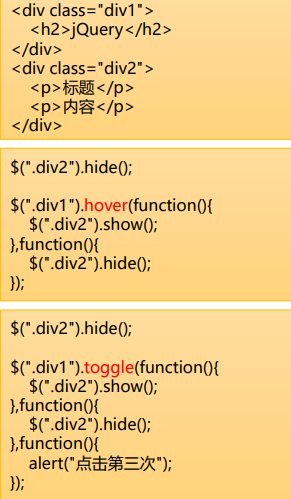 <div class="div1">
<h2>jQuery</h2>
</div>
<div class="div2">
<p>标题</p>
<p>内容</p>
</div>
$(".div2").hide();
$(".div1").hover(function(){
$(".div2").show();
},function(){
$(".div2").hide();
});
$(".div2").hide();
$(".div1").toggle(function(){
$(".div2").show();
},function(){
$(".div2").hide();
},function(){
alert("点击第三次");
});